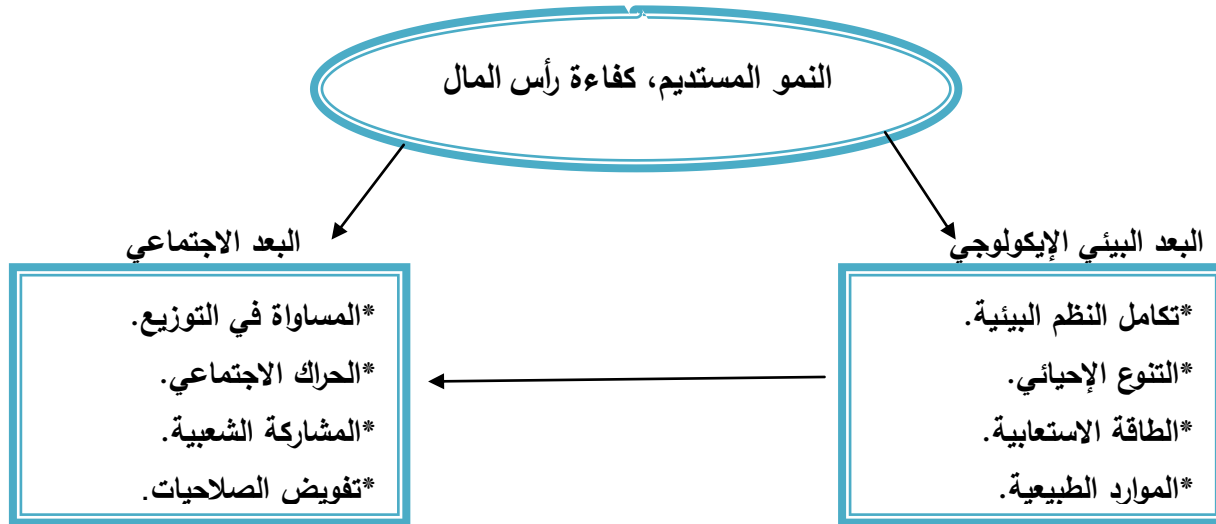 النمو المستديم، كفاءة رأس المال
البعد البيئي الإيكولوجي
*تكامل النظم البيئية.
*التنوع الإحيائي.
*الطاقة الاستعابية.
*الموارد الطبيعية.
البعد الاجتماعي
*المساواة في التوزيع.
*الحراك الاجتماعي.
*المشاركة الشعبية.
*تفويض الصلاحيات.